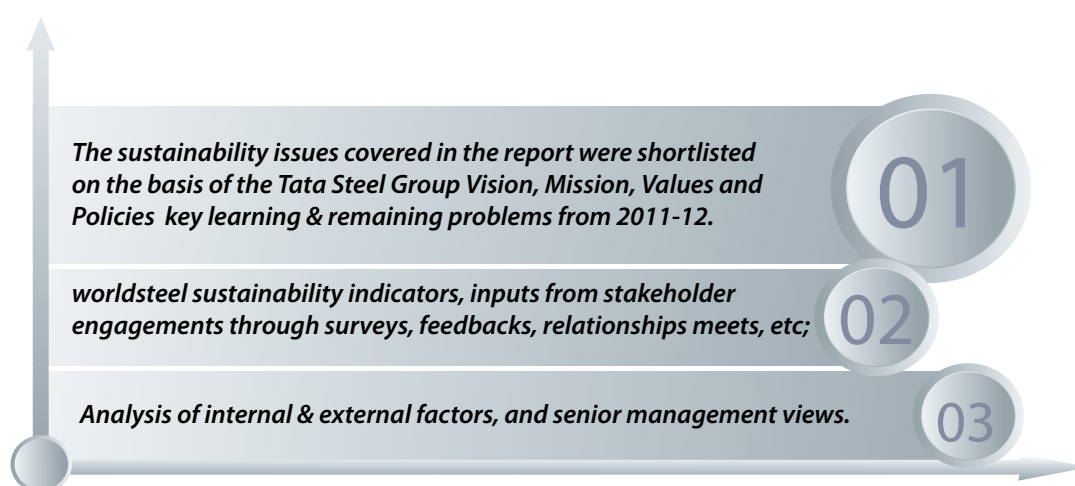 The sustainability issues covered in the report were shortlisted
on the basis of the Tata Steel Group Vision, Mission, Values and
Policies  key learning & remaining problems from 2011-12.
01
worldsteel sustainability indicators, inputs from stakeholder
engagements through surveys, feedbacks, relationships meets, etc;
02
Analysis of internal & external factors, and senior management views.
03